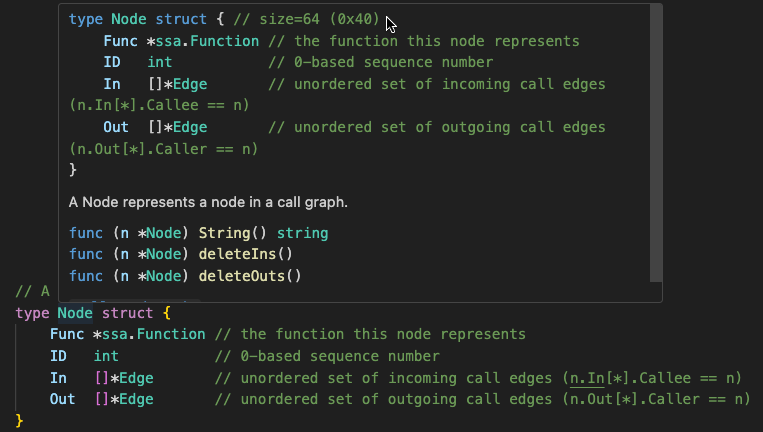 type Node struct { // size=64 (0x40)
    Func *ssa.Function // the function this node represents
    ID   int           // 0-based sequence number
    In   []*Edge       // unordered set of incoming call edges
(n.In[*].Callee == n)
    Out  []*Edge       // unordered set of outgoing call edges
(n.Out[*].Caller == n)
}
A Node represents a node in a call graph.
func (n *Node) String() string
func (n *Node) deleteIns()
func (n *Node) deleteOuts()
// A
type Node struct {
    Func *ssa.Function // the function this node represents
    ID   int           // 0-based sequence number
    In   []*Edge       // unordered set of incoming call edges (n.In[*].Callee == n)
    Out  []*Edge       // unordered set of outgoing call edges (n.Out[*].Caller == n)
}